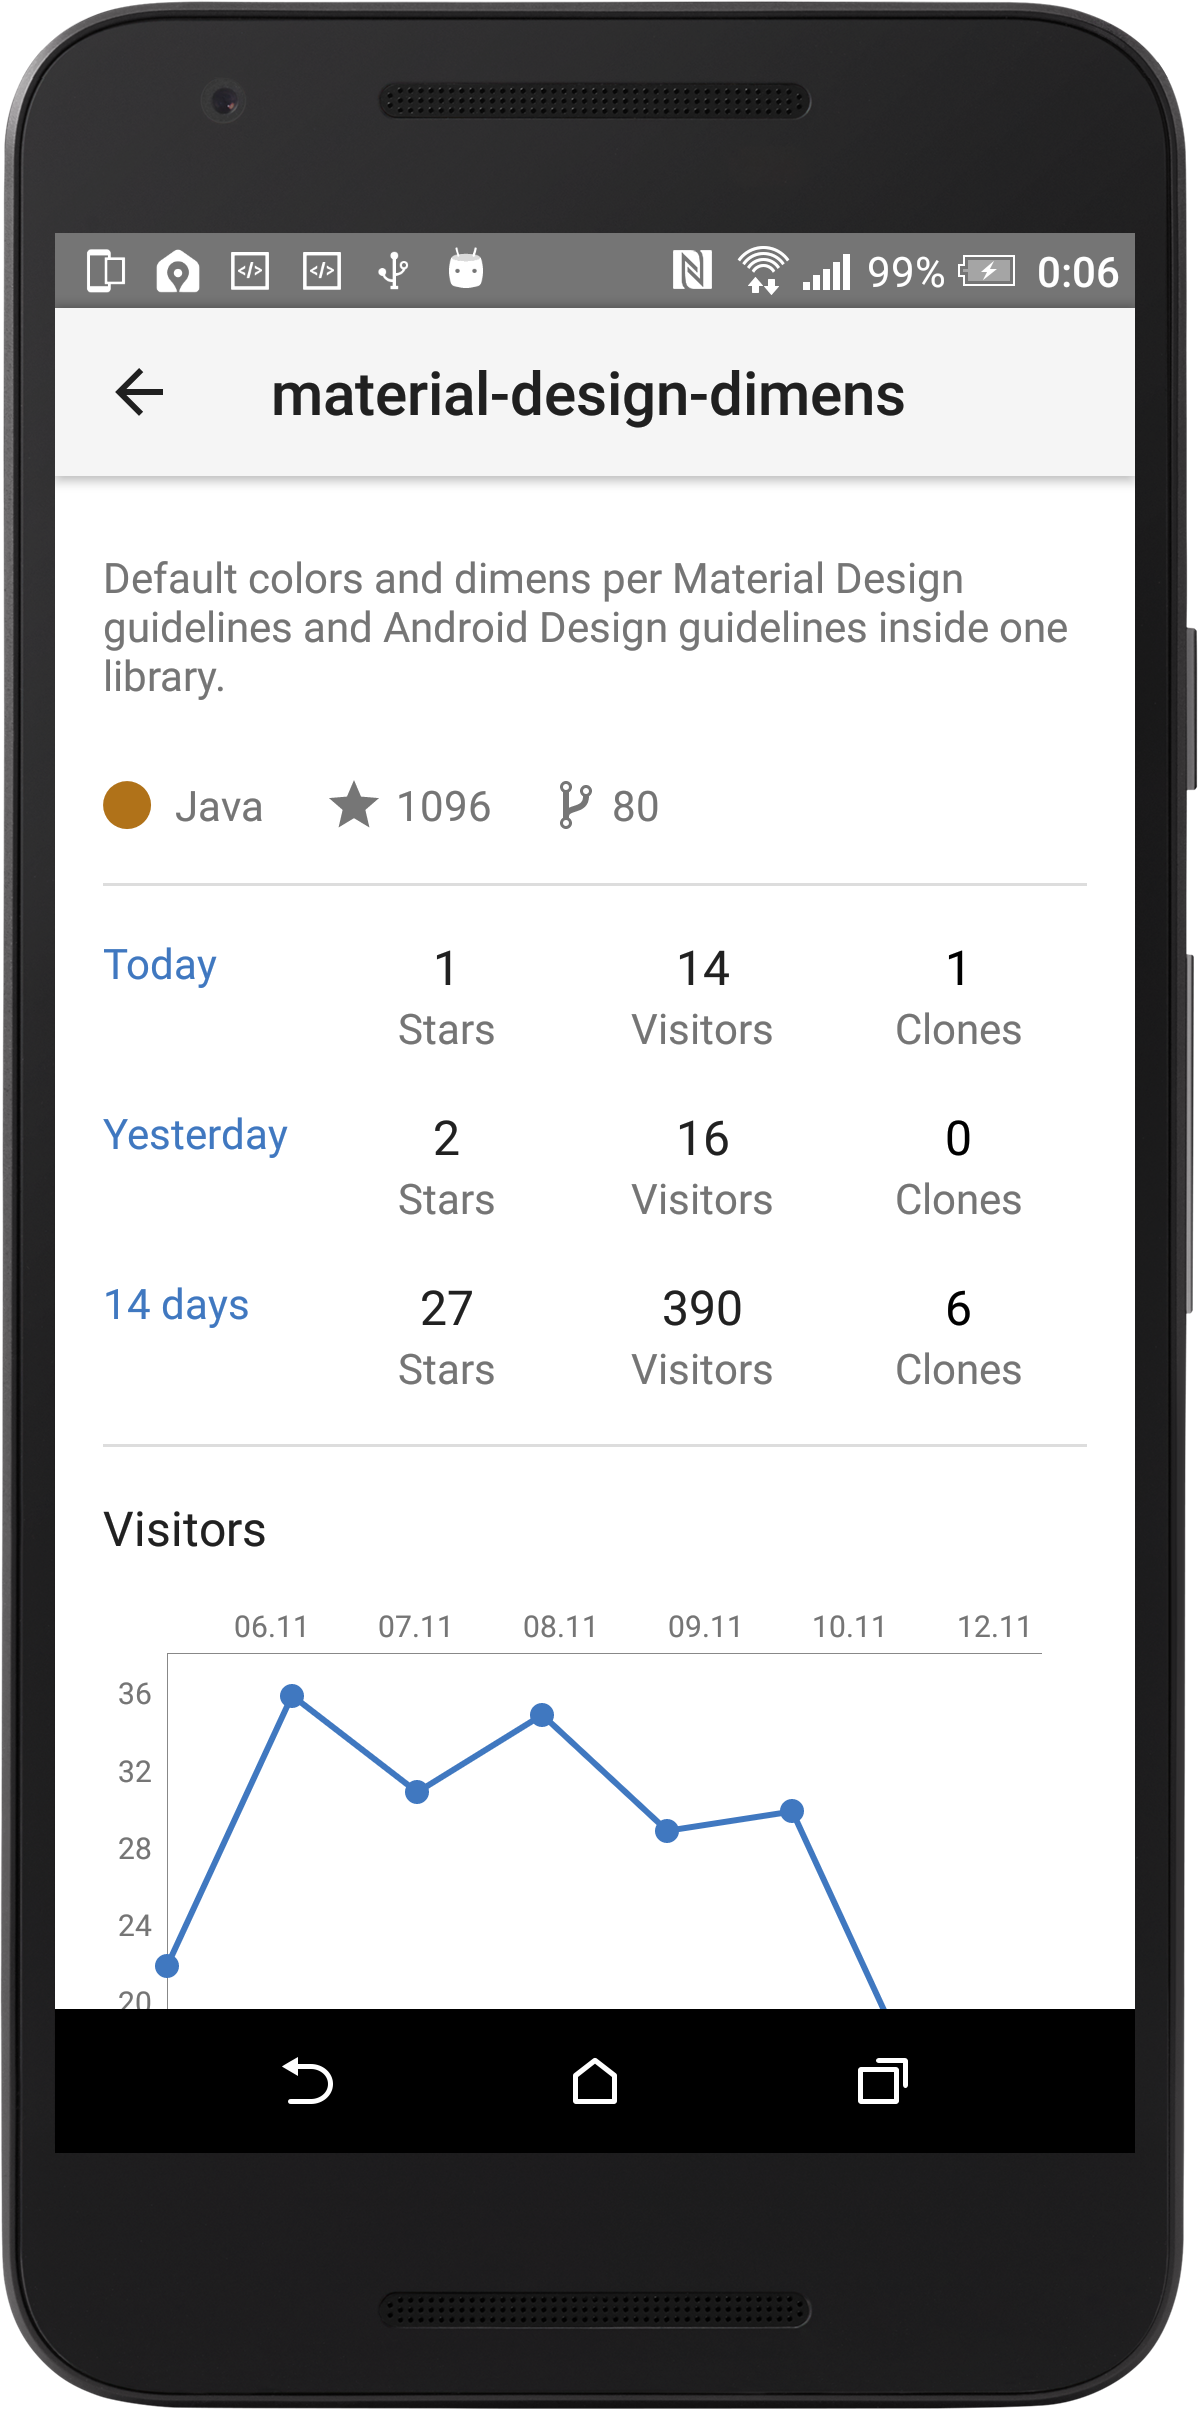 99% 0:06
material-design-dimens
Default colors and dimens per Material Design
guidelines and Android Design guidelines inside one
library.
Java 1096 80
Today 1 14 1
Stars Visitors Clones
Yesterday 2 16 0
Stars Visitors Clones
14 days 27 390 6
Stars Visitors Clones
Visitors
06.11 07.11 08.11 09.11 10.11 12.11
36
32
28
24
20